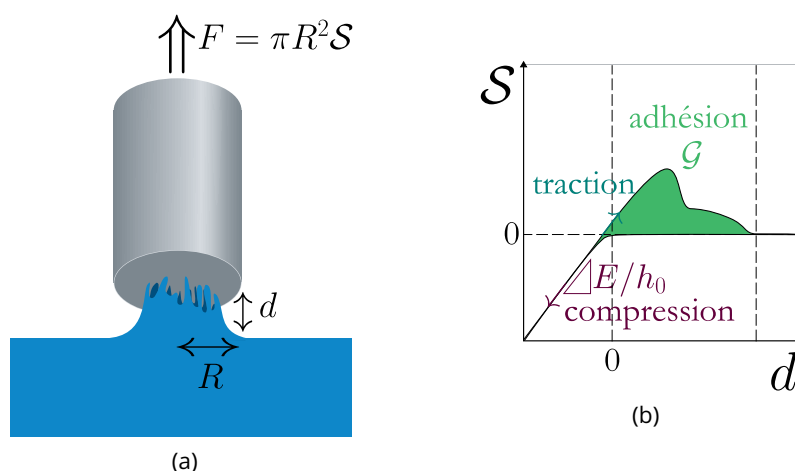 F = πR²𝒮
d
R
(a)
𝒮
adhésion
𝒢
traction
0
E/h₀
compression
0
d
(b)